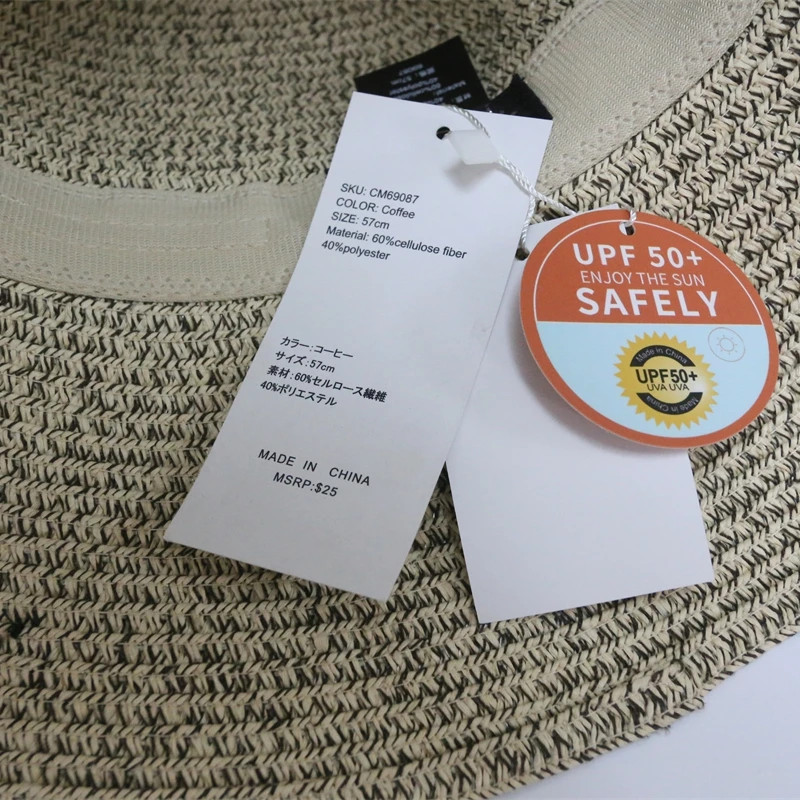 SKU: CM69087
COLOR: Coffee
SIZE: 57cm
Material: 60%cellulose fiber
40%polyester
カラー:コーヒー
サイズ:57cm
素材:60%セルロース繊維
40%ポリエステル
MADE IN CHINA
MSRP:$25
UPF 50+
ENJOY THE SUN
SAFELY
Made in China
UPF50+
UVA UVA
Made in China